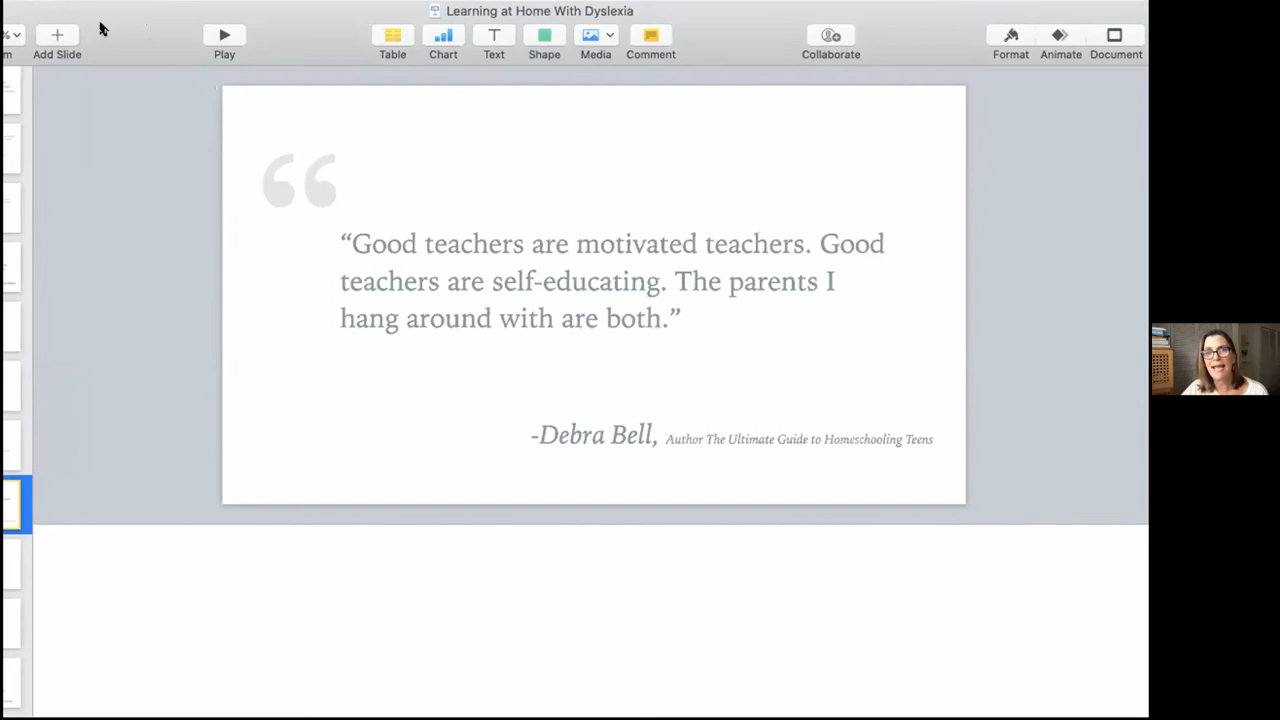 Learning at Home With Dyslexia
%
m
Add Slide
Play
Table
Chart
Text
Shape
Media
Comment
Collaborate
Format
Animate
Document
“
“Good teachers are motivated teachers. Good
teachers are self-educating. The parents I
hang around with are both.”
-Debra Bell, Author The Ultimate Guide to Homeschooling Teens